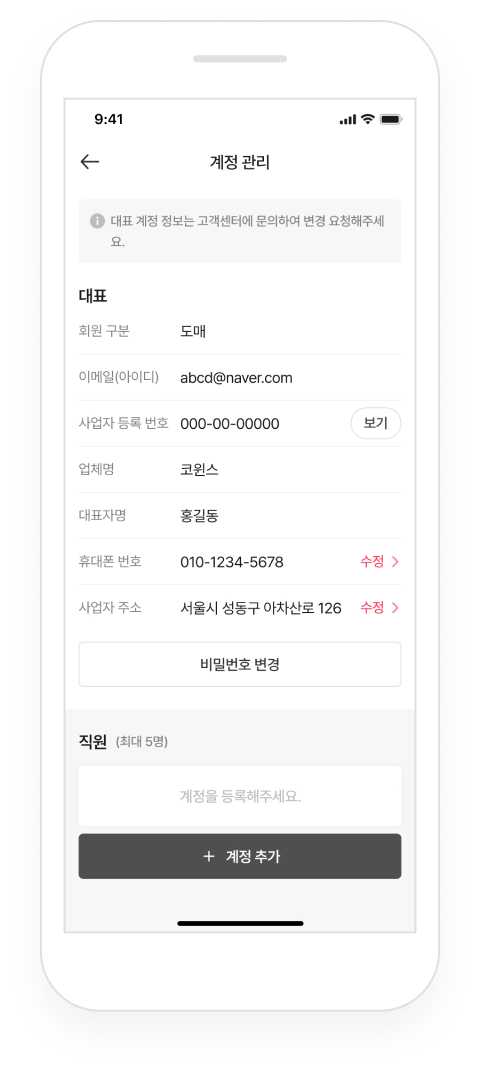 9:41
계정 관리
대표 계정 정보는 고객센터에 문의하여 변경 요청해주세
요.
대표
회원 구분 도매
이메일(아이디) abcd@naver.com
사업자 등록 번호 000-00-00000 보기
업체명 코윈스
대표자명 홍길동
휴대폰 번호 010-1234-5678 수정
사업자 주소 서울시 성동구 아차산로 126 수정
비밀번호 변경
직원 (최대 5명)
계정을 등록해주세요.
+ 계정 추가